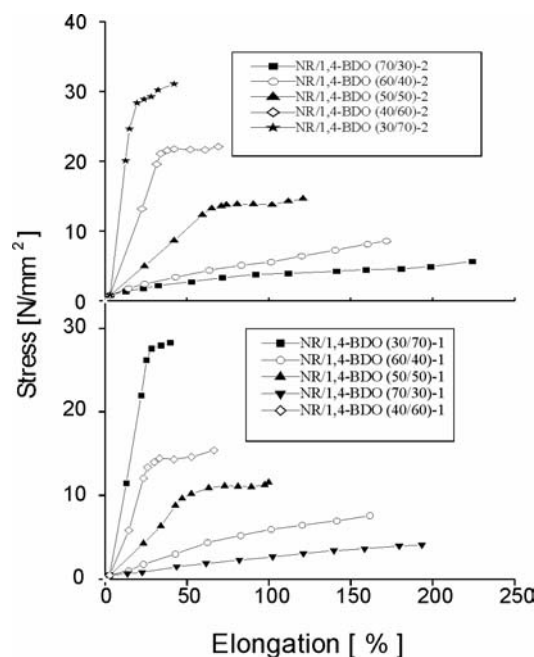 40
30
20
10
0
NR/1,4-BDO (70/30)-2
NR/1,4-BDO (60/40)-2
NR/1,4-BDO (50/50)-2
NR/1,4-BDO (40/60)-2
NR/1,4-BDO (30/70)-2
Stress [N/mm²]
30
20
10
0
NR/1,4-BDO (30/70)-1
NR/1,4-BDO (60/40)-1
NR/1,4-BDO (50/50)-1
NR/1,4-BDO (70/30)-1
NR/1,4-BDO (40/60)-1
0 50 100 150 200 250
Elongation [ % ]